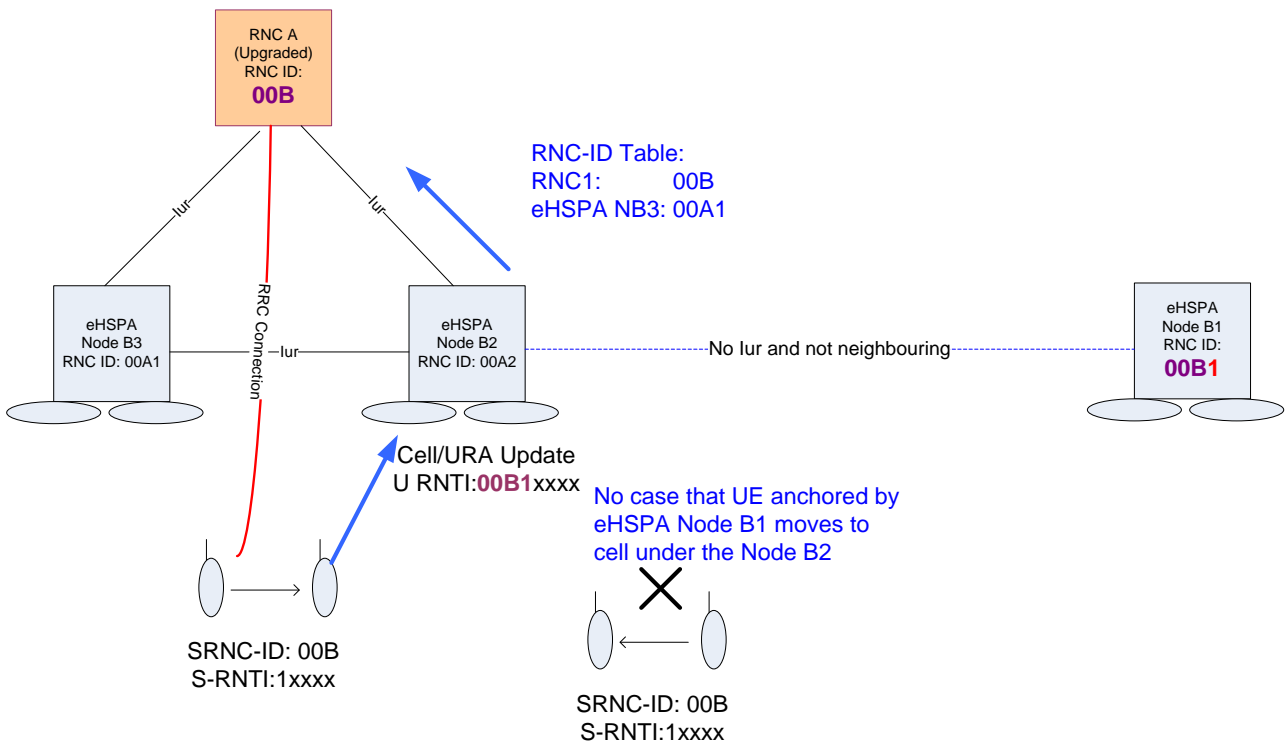 RNC A
(Upgraded)
RNC ID:
00B
RNC-ID Table:
RNC1: 00B
eHSPA NB3: 00A1
Iur
Iur
RRC Connection
eHSPA
Node B3
RNC ID: 00A1
Iur
eHSPA
Node B2
RNC ID: 00A2
No Iur and not neighbouring
eHSPA
Node B1
RNC ID:
00B1
Cell/URA Update
U RNTI:00B1xxxx
No case that UE anchored by
eHSPA Node B1 moves to
cell under the Node B2
SRNC-ID: 00B
S-RNTI:1xxxx
SRNC-ID: 00B
S-RNTI:1xxxx